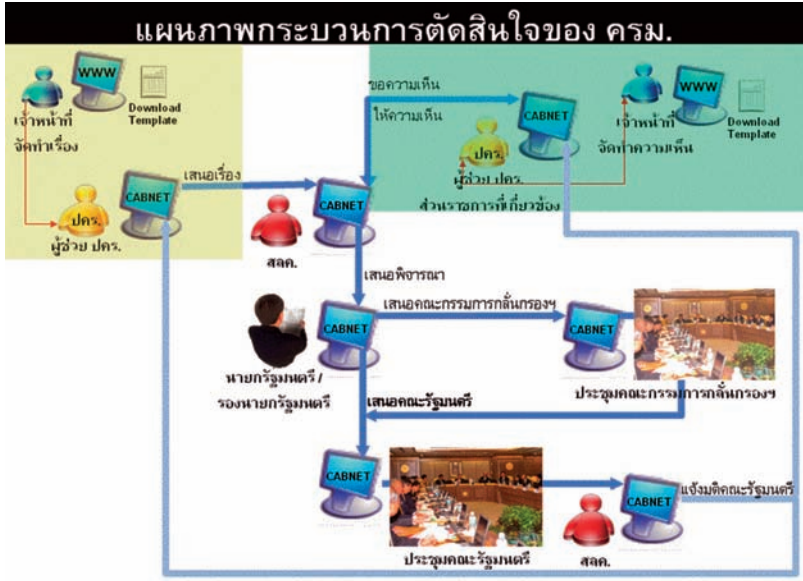 แผนภาพกระบวนการตัดสินใจของ ครม.
WWW
Download
Template
เจ้าหน้าที่
จัดทำเรื่อง
ปคร.
ผู้ช่วย ปคร.
CABNET
เสนอเรื่อง
ขอความเห็น
ให้ความเห็น
CABNET
WWW
Download
Template
เจ้าหน้าที่
จัดทำความเห็น
ปคร.
ผู้ช่วย ปคร.
ส่วนราชการที่เกี่ยวข้อง
CABNET
สลค.
เสนอพิจารณา
CABNET
นายกรัฐมนตรี /
รองนายกรัฐมนตรี
เสนอคณะกรรมการกลั่นกรองฯ
CABNET
ประชุมคณะกรรมการกลั่นกรองฯ
เสนอคณะรัฐมนตรี
CABNET
ประชุมคณะรัฐมนตรี
สลค.
CABNET
แจ้งมติคณะรัฐมนตรี